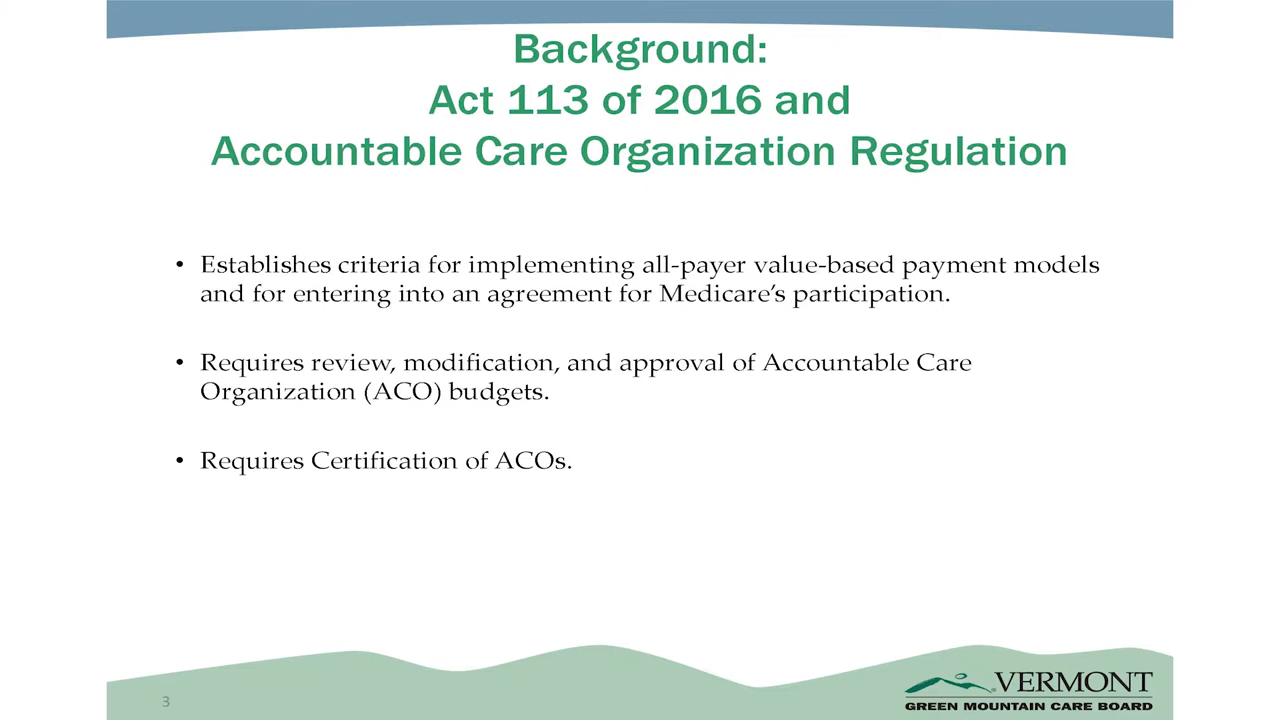 Background:
Act 113 of 2016 and
Accountable Care Organization Regulation
• Establishes criteria for implementing all-payer value-based payment models
and for entering into an agreement for Medicare’s participation.
• Requires review, modification, and approval of Accountable Care
Organization (ACO) budgets.
• Requires Certification of ACOs.
3
VERMONT
GREEN MOUNTAIN CARE BOARD